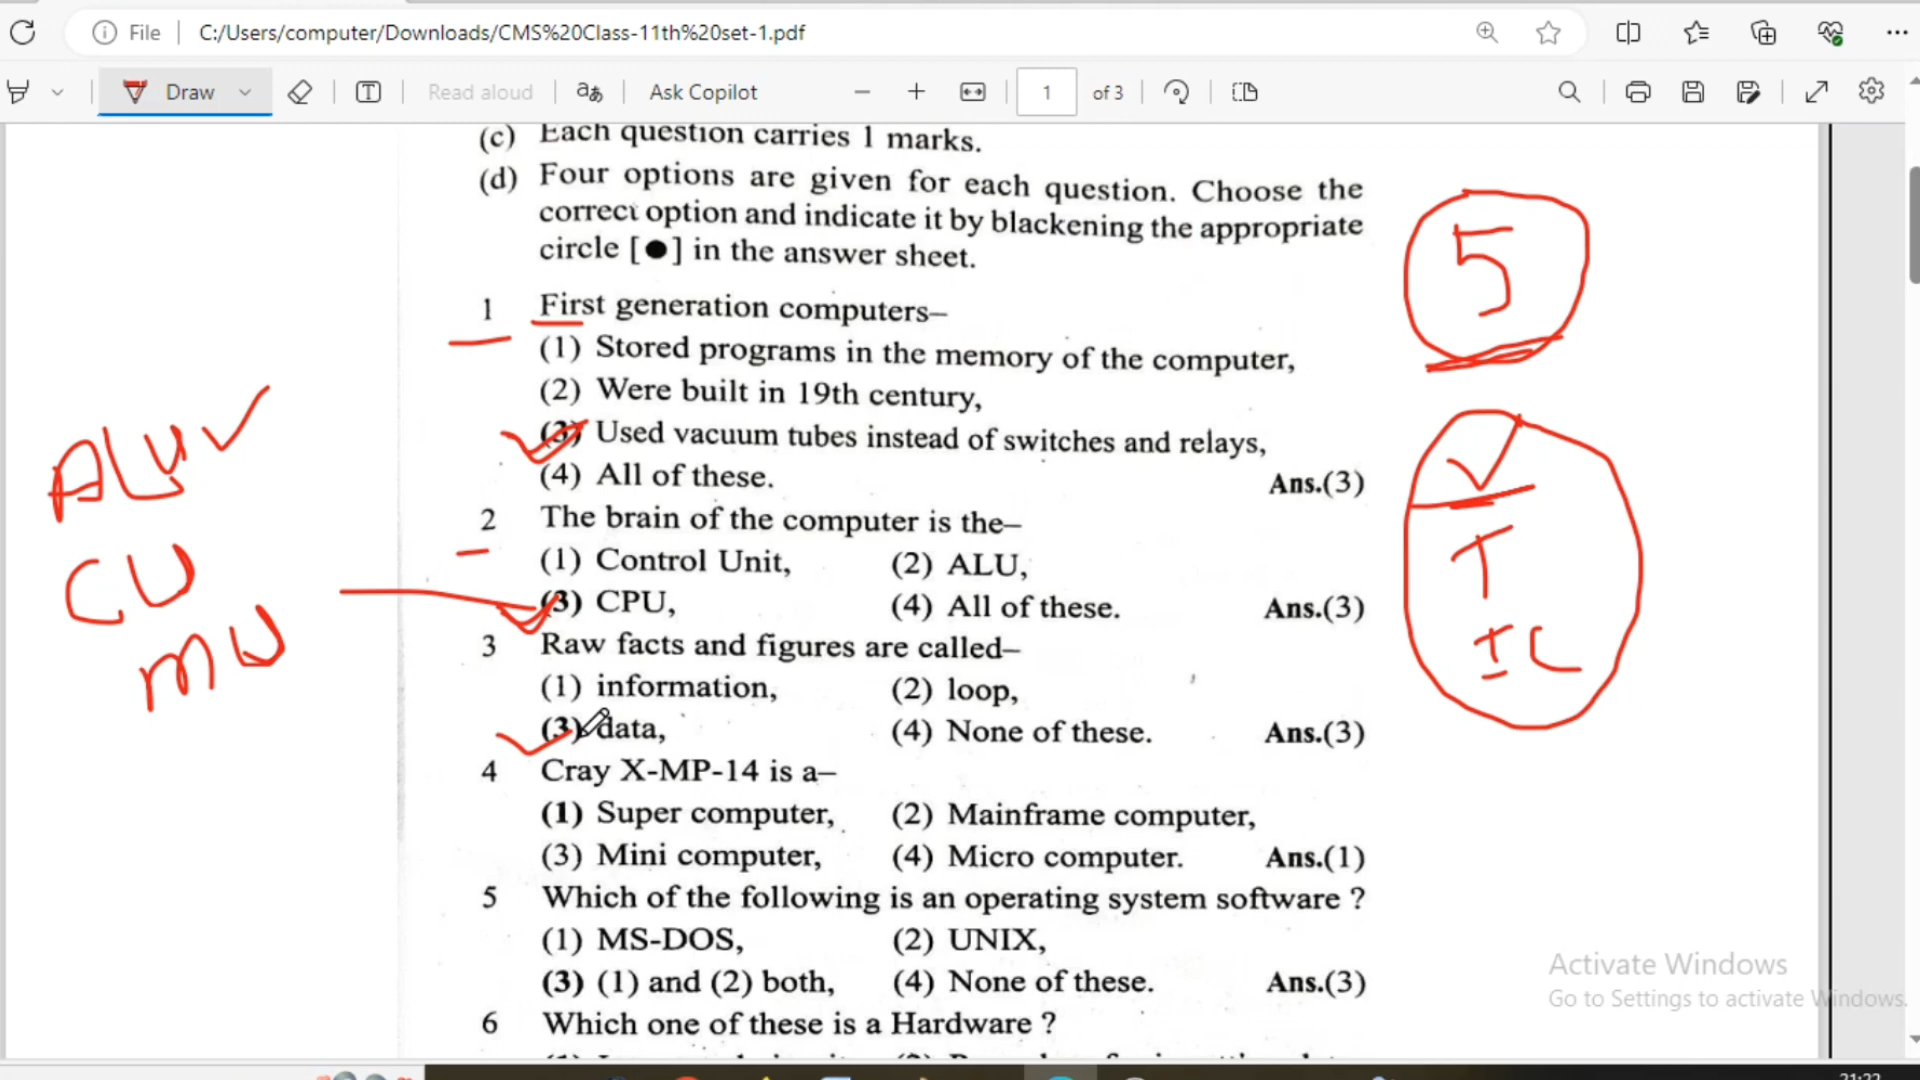 File
C:/Users/computer/Downloads/CMS%20Class-11th%20set-1.pdf
Draw
Read aloud
aあ
Ask Copilot
1
of 3
(c) Each question carries 1 marks.
(d) Four options are given for each question. Choose the
correct option and indicate it by blackening the appropriate
circle [●] in the answer sheet.
5
1 First generation computers–
(1) Stored programs in the memory of the computer,
(2) Were built in 19th century,
(3) Used vacuum tubes instead of switches and relays,
(4) All of these. Ans.(3)
ALU
CU
MU
T
IC
2 The brain of the computer is the–
(1) Control Unit, (2) ALU,
(3) CPU, (4) All of these. Ans.(3)
3 Raw facts and figures are called–
(1) information, (2) loop,
(3) data, (4) None of these. Ans.(3)
4 Cray X-MP-14 is a–
(1) Super computer, (2) Mainframe computer,
(3) Mini computer, (4) Micro computer. Ans.(1)
5 Which of the following is an operating system software ?
(1) MS-DOS, (2) UNIX,
(3) (1) and (2) both, (4) None of these. Ans.(3)
6 Which one of these is a Hardware ?
Activate Windows
Go to Settings to activate Windows.